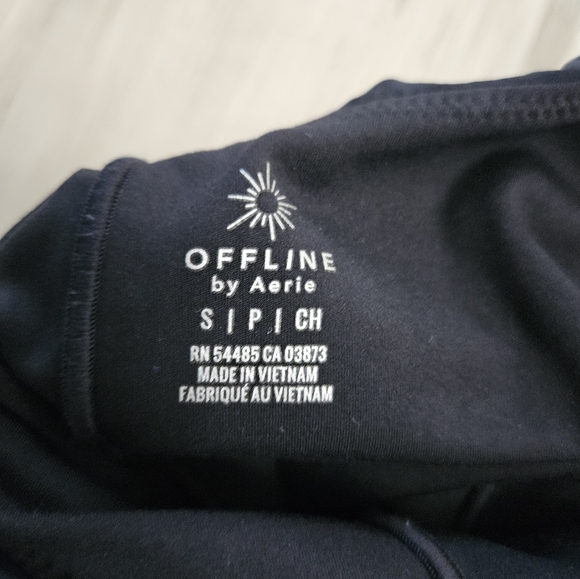 OFFLINE
by Aerie
S | P | CH
RN 54485 CA 03873
MADE IN VIETNAM
FABRIQUÉ AU VIETNAM